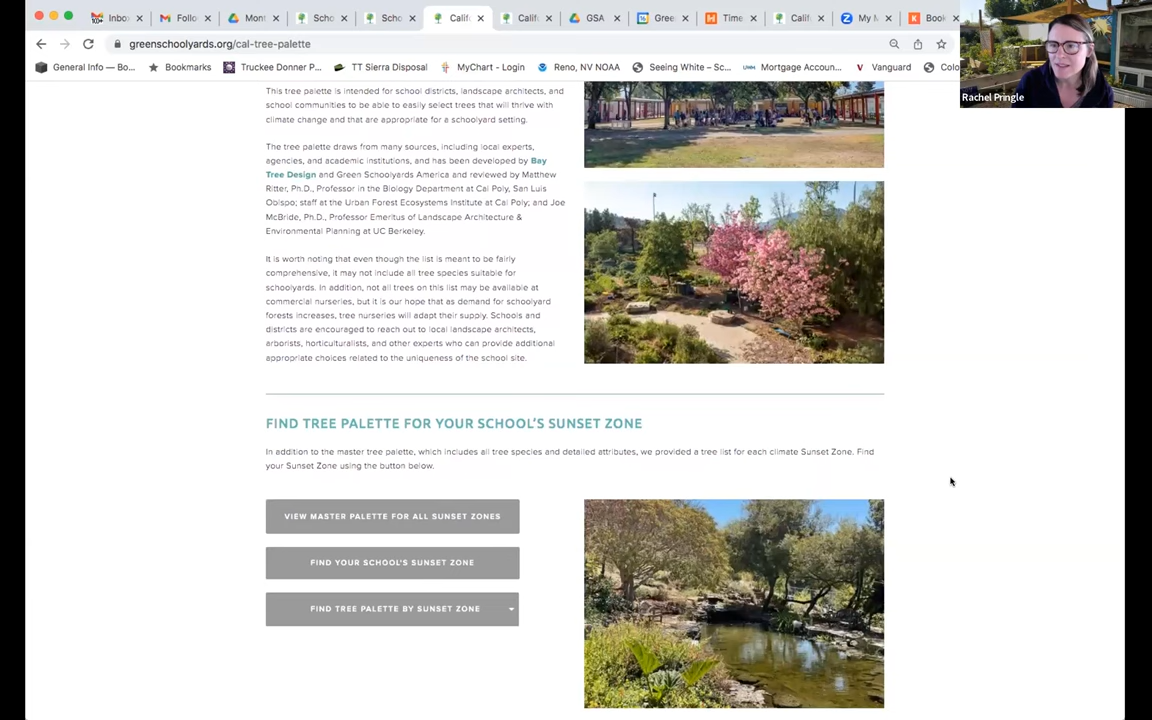 Inbo
Follo
Mont
Scho
Scho
Calif
Calif
GSA
Gree
Time
Calif
My M
Book
greenschoolyards.org/cal-tree-palette
General Info — Bo...
Bookmarks
Truckee Donner P...
TT Sierra Disposal
MyChart - Login
Reno, NV NOAA
Seeing White – Sc...
Mortgage Accoun...
Vanguard
Colo
Rachel Pringle
This tree palette is intended for school districts, landscape architects, and
school communities to be able to easily select trees that will thrive with
climate change and that are appropriate for a schoolyard setting.
The tree palette draws from many sources, including local experts,
agencies, and academic institutions, and has been developed by Bay
Tree Design and Green Schoolyards America and reviewed by Matthew
Ritter, Ph.D., Professor in the Biology Department at Cal Poly, San Luis
Obispo; staff at the Urban Forest Ecosystems Institute at Cal Poly; and Joe
McBride, Ph.D., Professor Emeritus of Landscape Architecture &
Environmental Planning at UC Berkeley.
It is worth noting that even though the list is meant to be fairly
comprehensive, it may not include all tree species suitable for
schoolyards. In addition, not all trees on this list may be available at
commercial nurseries, but it is our hope that as demand for schoolyard
forests increases, tree nurseries will adapt their supply. Schools and
districts are encouraged to reach out to local landscape architects,
arborists, horticulturalists, and other experts who can provide additional
appropriate choices related to the uniqueness of the school site.
FIND TREE PALETTE FOR YOUR SCHOOL'S SUNSET ZONE
In addition to the master tree palette, which includes all tree species and detailed attributes, we provided a tree list for each climate Sunset Zone. Find
your Sunset Zone using the button below.
VIEW MASTER PALETTE FOR ALL SUNSET ZONES
FIND YOUR SCHOOL'S SUNSET ZONE
FIND TREE PALETTE BY SUNSET ZONE